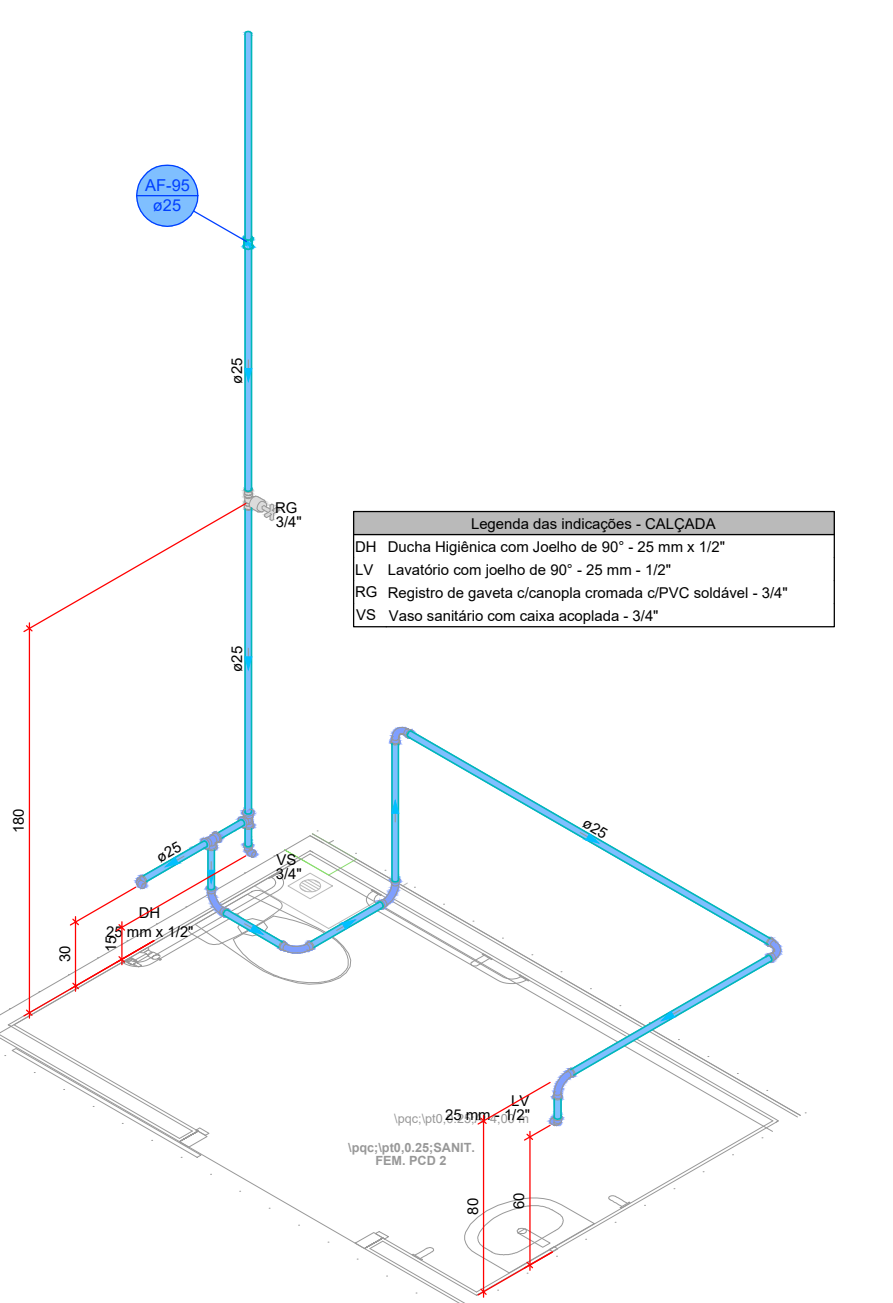 AF-95
ø25
ø25
RG
3/4"
Legenda das indicações - CALÇADA
DH Ducha Higiênica com Joelho de 90° - 25 mm x 1/2"
LV Lavatório com joelho de 90° - 25 mm - 1/2"
RG Registro de gaveta c/canopla cromada c/PVC soldável - 3/4"
VS Vaso sanitário com caixa acoplada - 3/4"
ø25
180
ø25
ø25
VS
3/4"
DH
25 mm x 1/2"
30
15
LV
25 mm - 1/2"
\pqc;\pt0,0.25;SANIT.
FEM. PCD 2
80
60